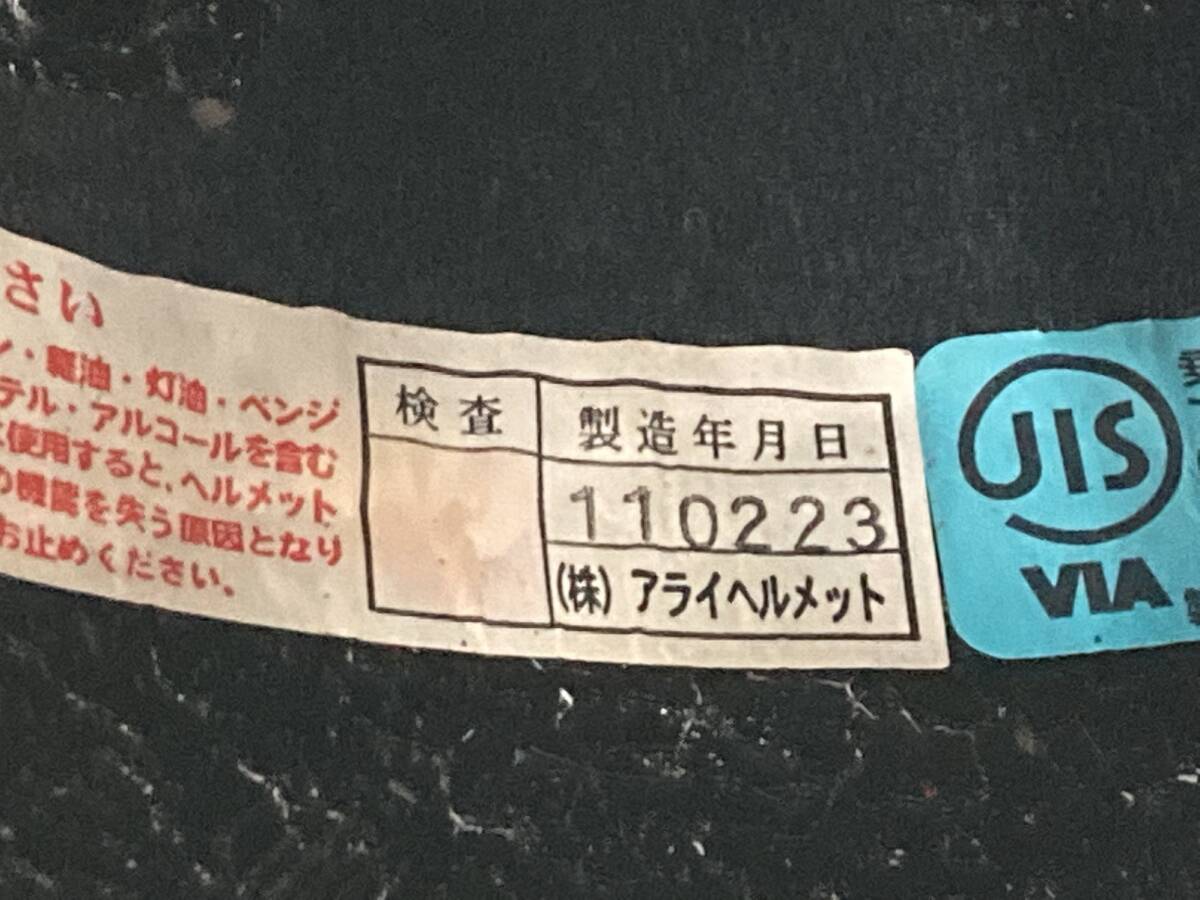 さい
ン・軽油・灯油・ベンジ
テル・アルコールを含む
使用すると、ヘルメット
の機能を失う原因となり
お止めください。
検査
製造年月日
110223
(株)アライヘルメット
JIS
VIA